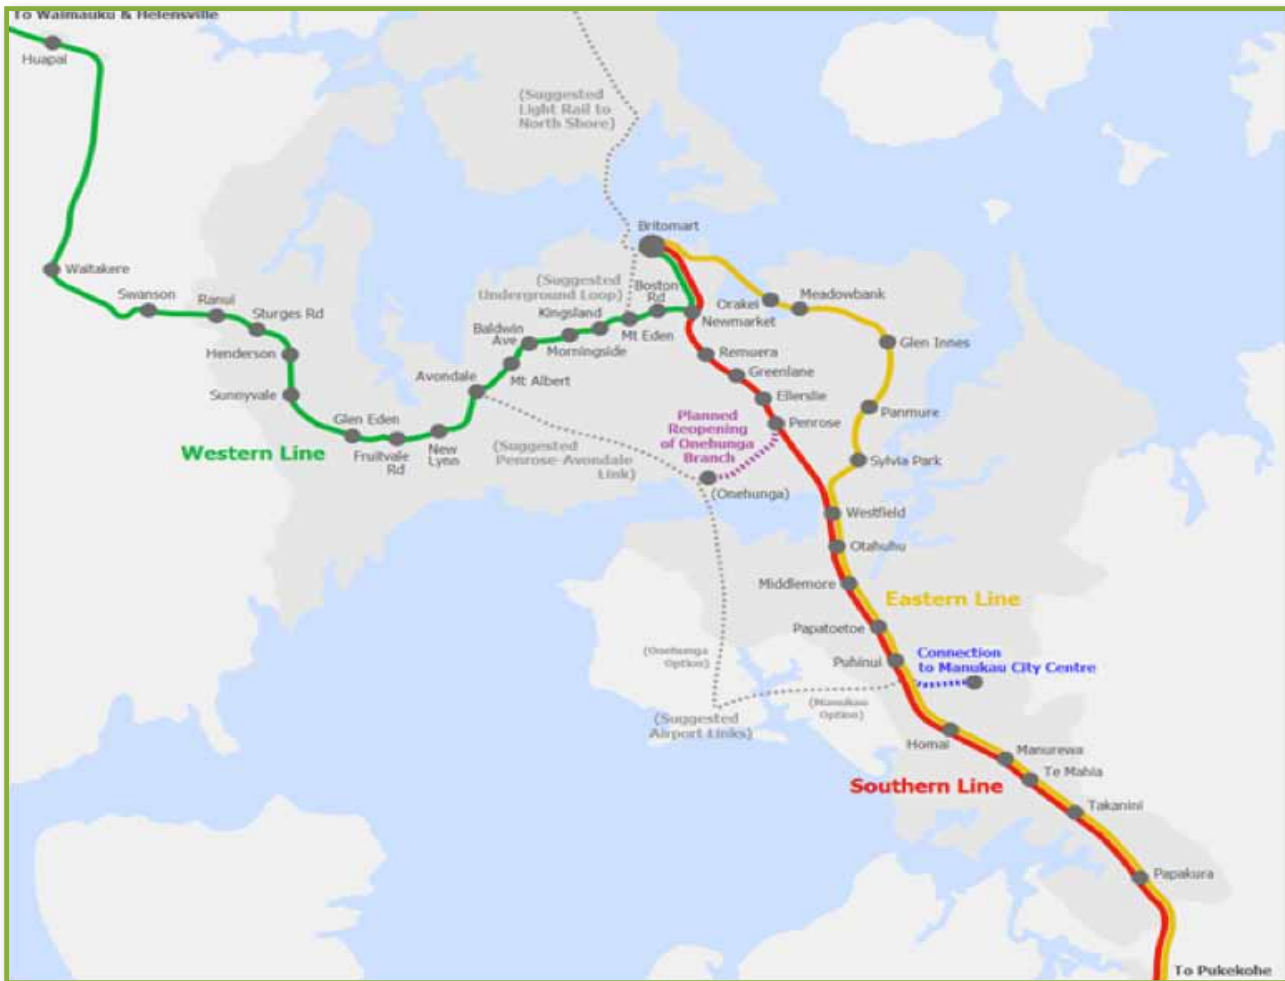 To Waimauku & Helensville
Huapai
(Suggested
Light Rail to
North Shore)
Britomart
Waitakere
Swanson
Ranui
Sturges Rd
Henderson
Sunnyvale
Glen Eden
Fruitvale
Rd
New
Lynn
Avondale
Mt Albert
Baldwin
Ave
Morningside
Kingsland
Mt Eden
Boston
Rd
(Suggested
Underground Loop)
Newmarket
Orakei
Meadowbank
Glen Innes
Panmure
Sylvia Park
Remuera
Greenlane
Ellerslie
Penrose
Western Line
(Suggested
Penrose-Avondale
Link)
Planned
Reopening
of Onehunga
Branch
(Onehunga)
Westfield
Otahuhu
Middlemore
Eastern Line
Papatoetoe
Puhinui
Connection
to Manukau City Centre
(Onehunga
Option)
(Manukau
Option)
(Suggested
Airport Links)
Homai
Manurewa
Te Mahia
Southern Line
Takanini
Papakura
To Pukekohe